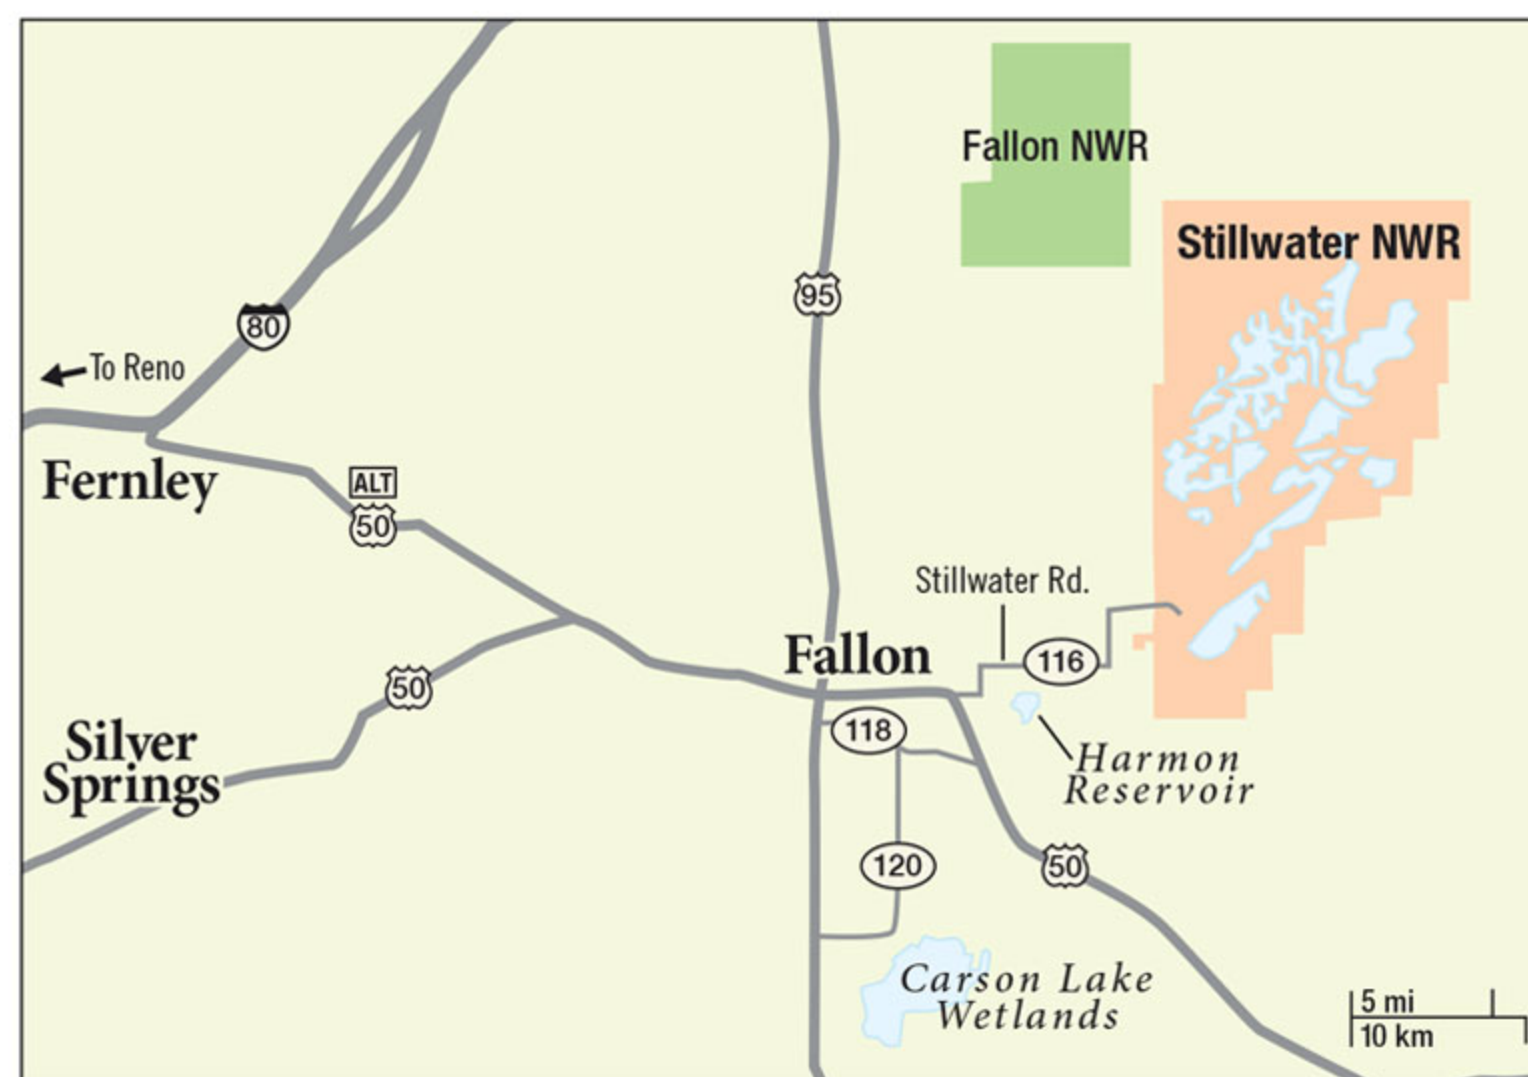 Fallon NWR
Stillwater NWR
95
80
To Reno
Fernley
ALT
50
Stillwater Rd.
Fallon
116
50
118
Silver
Springs
Harmon
Reservoir
120
50
Carson Lake
Wetlands
5 mi
10 km